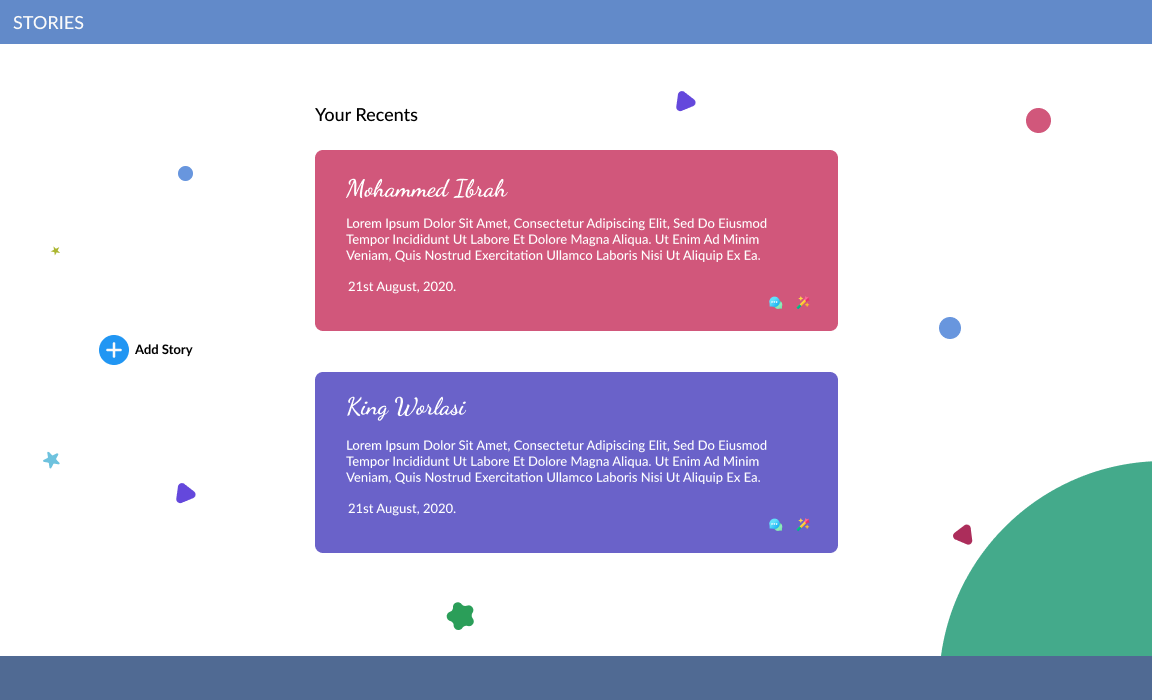 STORIES
Your Recents
Mohammed Ibrah
Lorem Ipsum Dolor Sit Amet, Consectetur Adipiscing Elit, Sed Do Eiusmod
Tempor Incididunt Ut Labore Et Dolore Magna Aliqua. Ut Enim Ad Minim
Veniam, Quis Nostrud Exercitation Ullamco Laboris Nisi Ut Aliquip Ex Ea.
21st August, 2020.
Add Story
King Worlasi
Lorem Ipsum Dolor Sit Amet, Consectetur Adipiscing Elit, Sed Do Eiusmod
Tempor Incididunt Ut Labore Et Dolore Magna Aliqua. Ut Enim Ad Minim
Veniam, Quis Nostrud Exercitation Ullamco Laboris Nisi Ut Aliquip Ex Ea.
21st August, 2020.